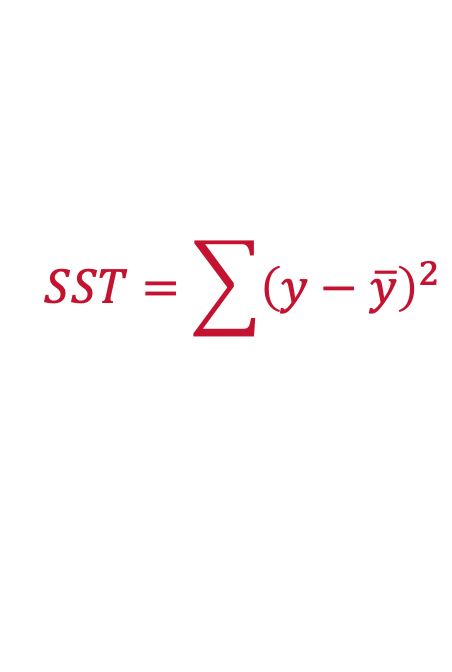 SST = ∑(y − ȳ)²